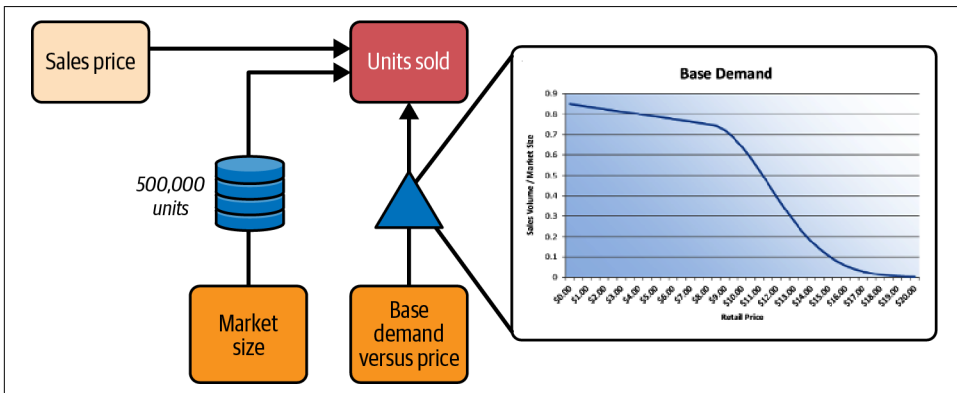 Sales price
Units sold
500,000
units
Market
size
Base
demand
versus price
Base Demand
Sales Volume / Market Size
0.9
0.8
0.7
0.6
0.5
0.4
0.3
0.2
0.1
0
$0.00
$1.00
$2.00
$3.00
$4.00
$5.00
$6.00
$7.00
$8.00
$9.00
$10.00
$11.00
$12.00
$13.00
$14.00
$15.00
$16.00
$17.00
$18.00
$19.00
$20.00
Retail Price